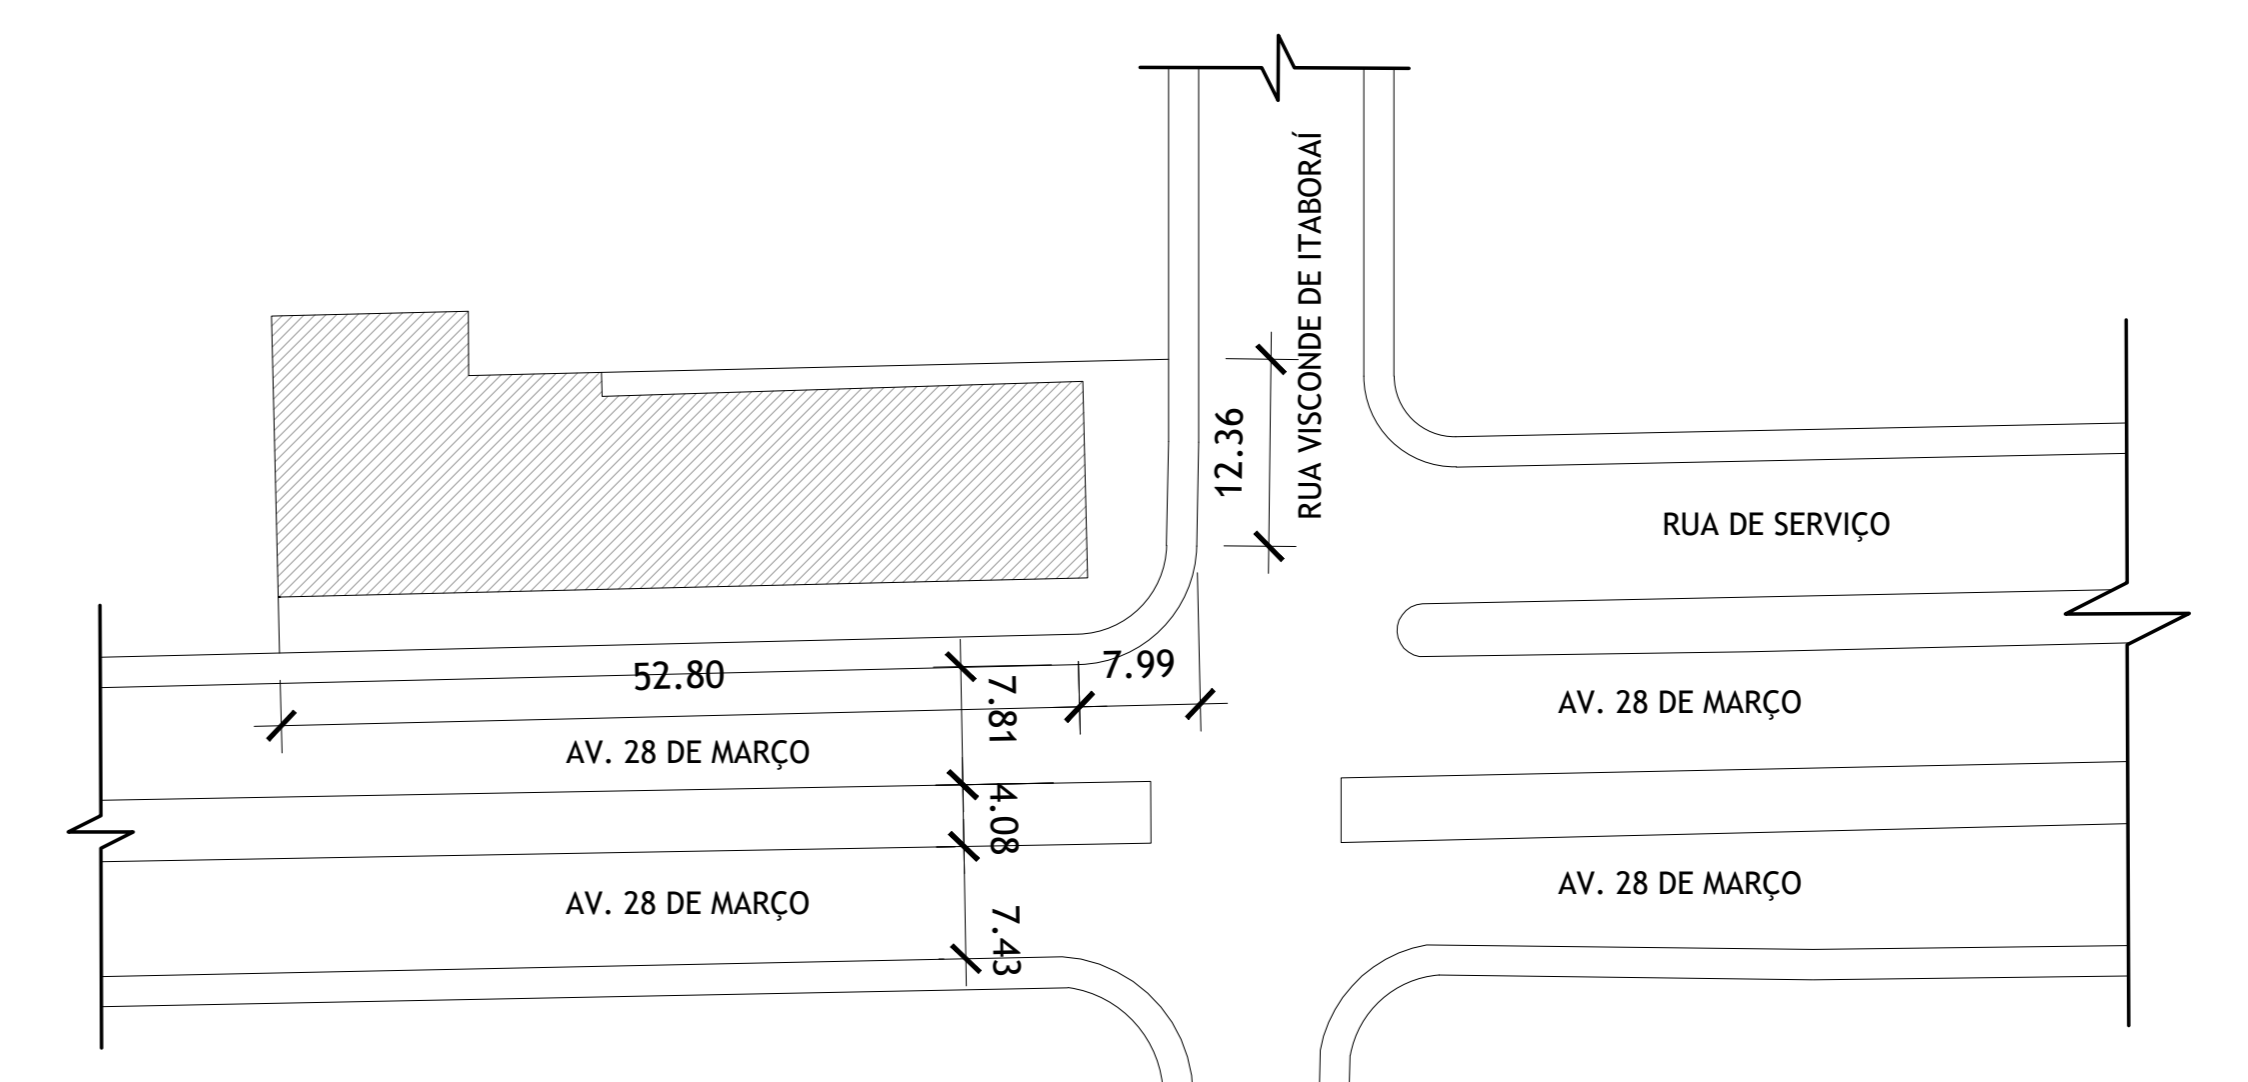 RUA VISCONDE DE ITABORAÍ
12.36
RUA DE SERVIÇO
52.80
7.99
7.81
AV. 28 DE MARÇO
AV. 28 DE MARÇO
4.08
AV. 28 DE MARÇO
AV. 28 DE MARÇO
7.43